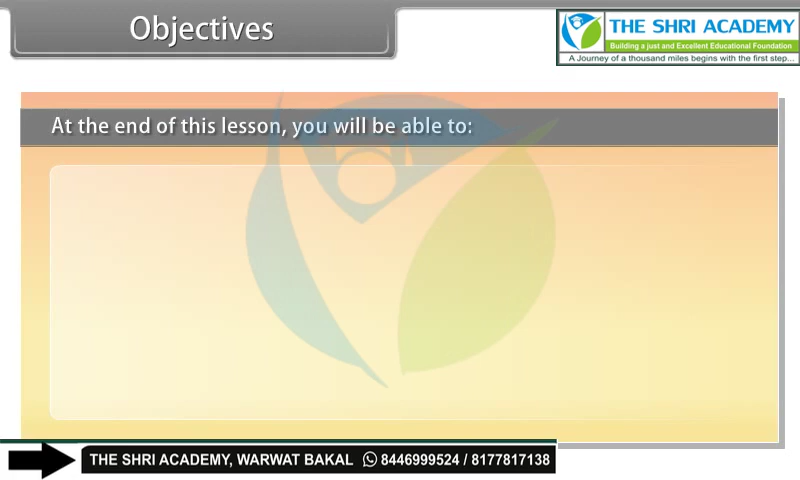 Objectives
THE SHRI ACADEMY
Building a just and Excellent Educational Foundation
A Journey of a thousand miles begins with the first step...
At the end of this lesson, you will be able to:
THE SHRI ACADEMY, WARWAT BAKAL 8446999524 / 8177817138